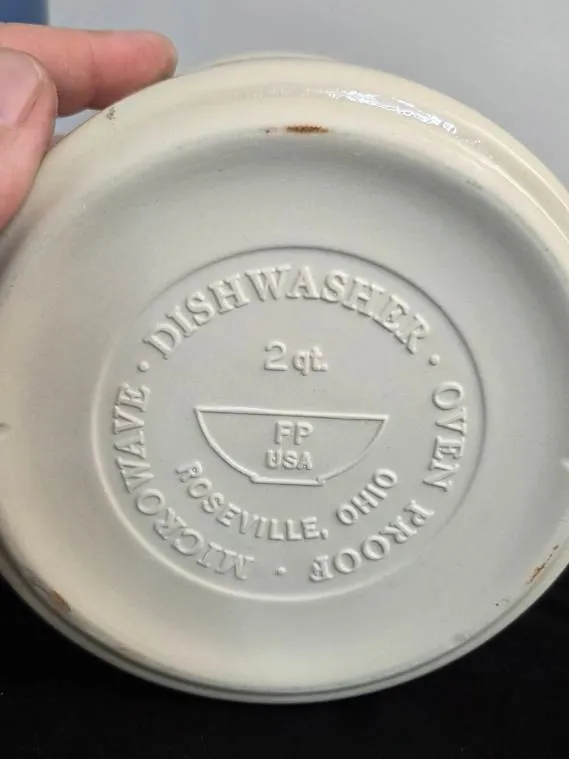 DISHWASHER · OVEN PROOF · MICROWAVE ·
2 qt.
FP
USA
ROSEVILLE, OHIO